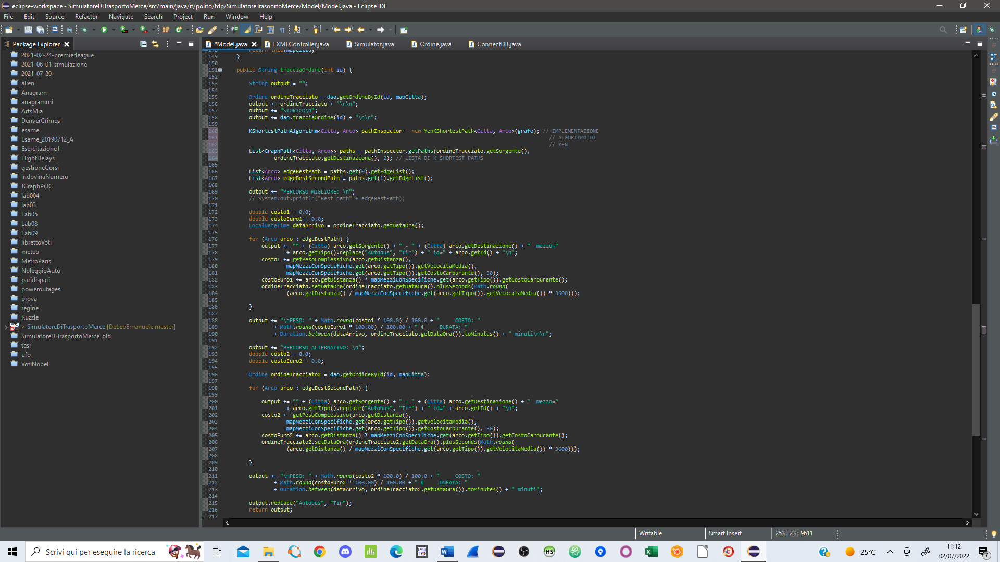 eclipse-workspace - SimulatoreDiTrasportoMerce/src/main/java/it/polito/tdp/SimulatoreTrasoortoMerce/Model/Model.java - Eclipse IDE
File Edit Source Refactor Navigate Search Project Run Window Help
Package Explorer
*Model.java FXMLController.java Simulator.java Ordine.java ConnectDB.java
2021-02-24-premierleague
2021-06-01-simulazione
2021-07-20
alien
Anagram
anagrammi
ArtsMia
DenverCrimes
esame
Esame_20190712_A
Esercitazione1
FlightDelays
gestioneCorsi
IndovinaNumero
JGraphPOC
lab004
lab03
Lab05
Lab08
Lab09
librettoVoti
meteo
MetroParis
NoleggioAuto
paridispari
poweroutages
prova
regine
Ruzzle
> SimulatoreDiTrasportoMerce [DeLeoEmanuele master]
SimulatoreDiTrasportoMerce_old
tesi
ufo
VotiNobel
149 }
150
151 public String tracciaOrdine(int id) {
152
153 String output = "";
154
155 Ordine ordineTracciato = dao.getOrdineById(id, mapCitta);
156 output += ordineTracciato + "\n\n";
157 output += "STORICO\n";
158 output += dao.tracciaOrdine(id) + "\n\n";
159
160 KShortestPathAlgorithm<Citta, Arco> pathInspector = new YenKShortestPath<Citta, Arco>(grafo); // IMPLEMENTAZIONE
161 // ALGORITMO DI
162 // YEN
163 List<GraphPath<Citta, Arco>> paths = pathInspector.getPaths(ordineTracciato.getSorgente(),
164 ordineTracciato.getDestinazione(), 2); // LISTA DI K SHORTEST PATHS
165
166 List<Arco> edgeBestPath = paths.get(0).getEdgeList();
167 List<Arco> edgeBestSecondPath = paths.get(1).getEdgeList();
168
169 output += "PERCORSO MIGLIORE: \n";
170 // System.out.println("Best path" + edgeBestPath);
171
172 double costo1 = 0.0;
173 double costoEuro1 = 0.0;
174 LocalDateTime dataArrivo = ordineTracciato.getDataOra();
175
176 for (Arco arco : edgeBestPath) {
177 output += "" + (Citta) arco.getSorgente() + " - " + (Citta) arco.getDestinazione() + "  mezzo="
178 + arco.getTipo().replace("Autobus", "Tir") + " id=" + arco.getId() + "\n";
179 costo1 += getPesoComplessivo(arco.getDistanza(),
180 mapMezziConSpecifiche.get(arco.getTipo()).getVelocitaMedia(),
181 mapMezziConSpecifiche.get(arco.getTipo()).getCostoCarburante(), 50);
182 costoEuro1 += arco.getDistanza() * mapMezziConSpecifiche.get(arco.getTipo()).getCostoCarburante();
183 ordineTracciato.setDataOra(ordineTracciato.getDataOra().plusSeconds(Math.round(
184 (arco.getDistanza() / mapMezziConSpecifiche.get(arco.getTipo()).getVelocitaMedia()) * 3600)));
185
186 }
187
188 output += "\nPESO: " + Math.round(costo1 * 100.0) / 100.0 + "     COSTO: "
189 + Math.round(costoEuro1 * 100.00) / 100.00 + " €     DURATA: "
190 + Duration.between(dataArrivo, ordineTracciato.getDataOra()).toMinutes() + " minuti\n\n";
191
192 output += "PERCORSO ALTERNATIVO: \n";
193 double costo2 = 0.0;
194 double costoEuro2 = 0.0;
195
196 Ordine ordineTracciato2 = dao.getOrdineById(id, mapCitta);
197
198 for (Arco arco : edgeBestSecondPath) {
199
200 output += "" + (Citta) arco.getSorgente() + " - " + (Citta) arco.getDestinazione() + "  mezzo="
201 + arco.getTipo().replace("Autobus", "Tir") + " id=" + arco.getId() + "\n";
202 costo2 += getPesoComplessivo(arco.getDistanza(),
203 mapMezziConSpecifiche.get(arco.getTipo()).getVelocitaMedia(),
204 mapMezziConSpecifiche.get(arco.getTipo()).getCostoCarburante(), 50);
205 costoEuro2 += arco.getDistanza() * mapMezziConSpecifiche.get(arco.getTipo()).getCostoCarburante();
206 ordineTracciato2.setDataOra(ordineTracciato2.getDataOra().plusSeconds(Math.round(
207 (arco.getDistanza() / mapMezziConSpecifiche.get(arco.getTipo()).getVelocitaMedia()) * 3600)));
208
209 }
210
211 output += "\nPESO: " + Math.round(costo2 * 100.0) / 100.0 + "     COSTO: "
212 + Math.round(costoEuro2 * 100.00) / 100.00 + " €     DURATA: "
213 + Duration.between(dataArrivo, ordineTracciato2.getDataOra()).toMinutes() + " minuti";
214
215 output.replace("Autobus", "Tir");
216 return output;
217
Writable Smart Insert 253 : 23 : 9611
Scrivi qui per eseguire la ricerca
25°C
11:12
02/07/2022